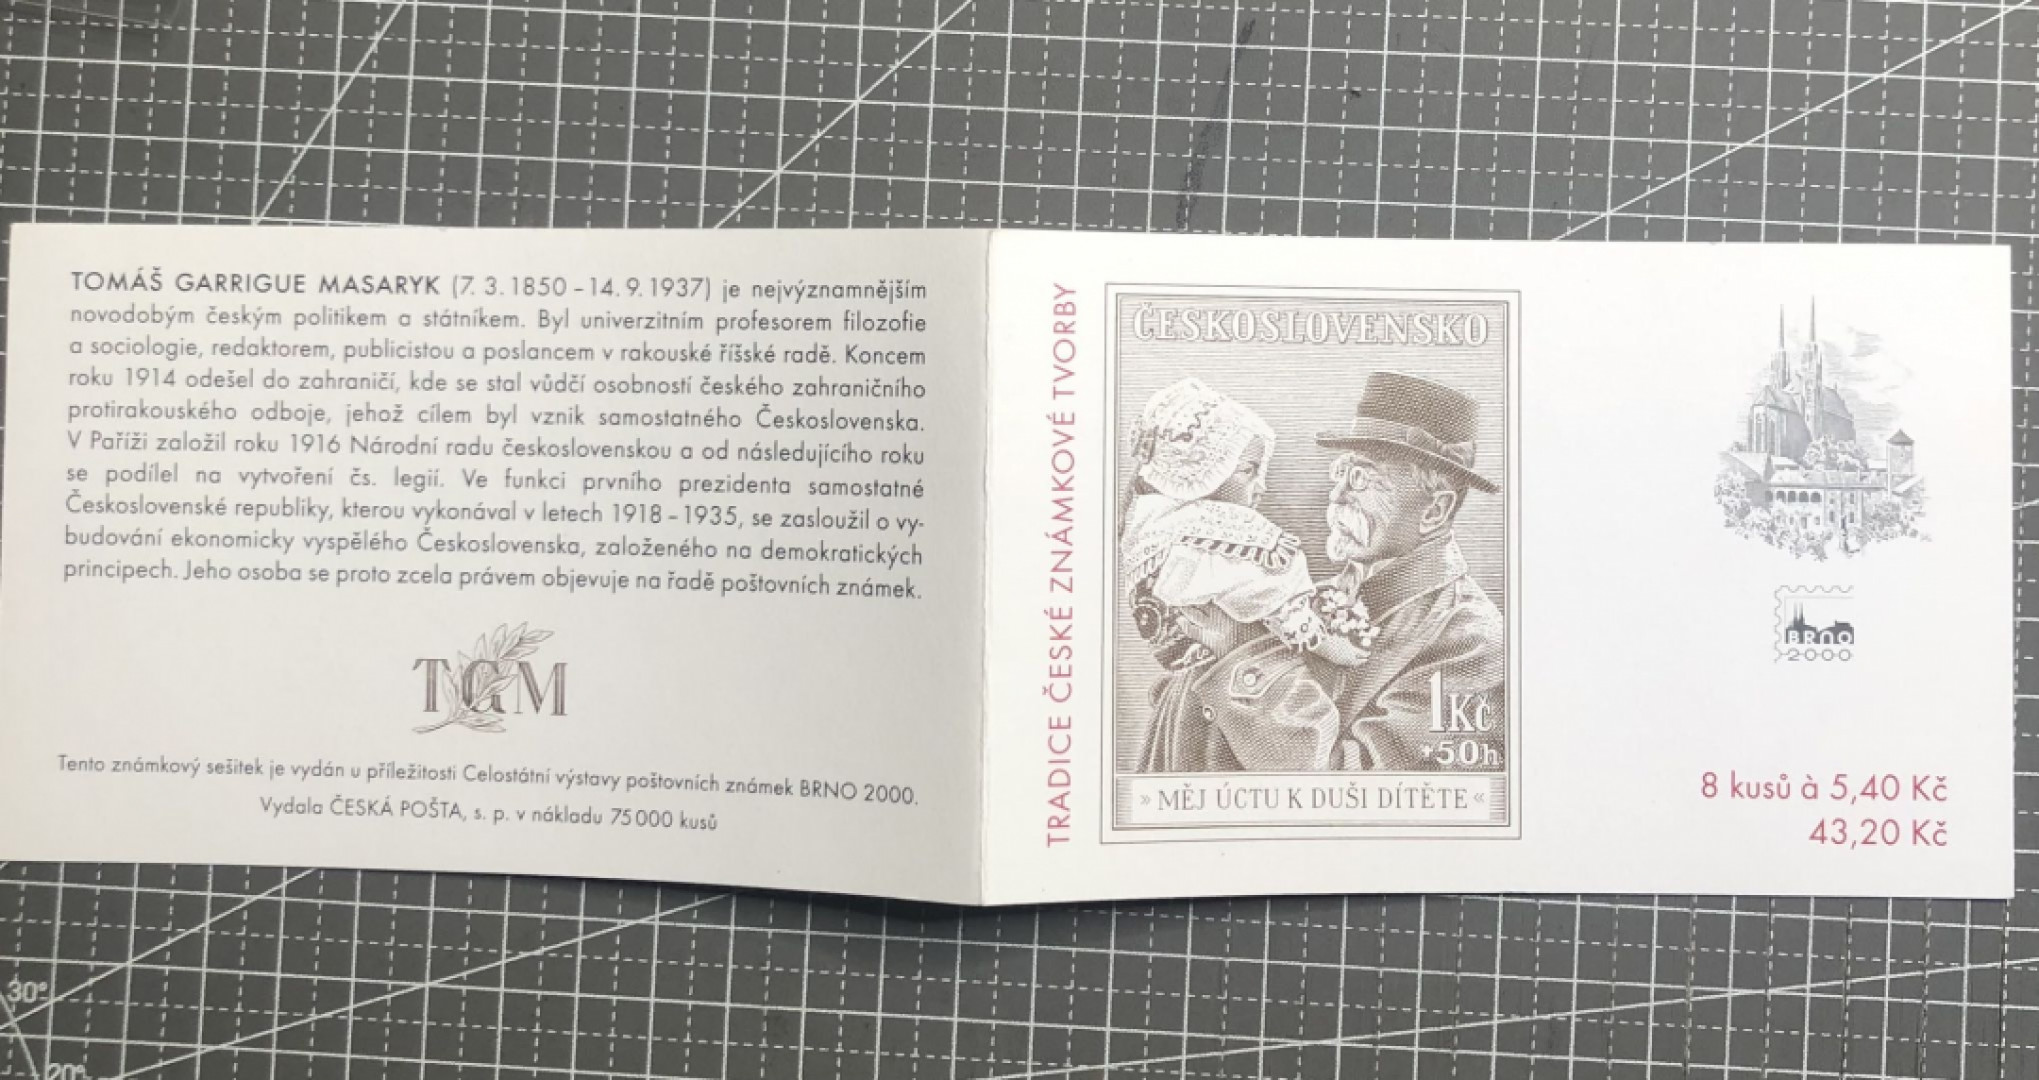 TOMÁŠ GARRIGUE MASARYK (7. 3. 1850 – 14. 9. 1937) je nejvýznamnějším
novodobým českým politikem a státníkem. Byl univerzitním profesorem filozofie
a sociologie, redaktorem, publicistou a poslancem v rakouské říšské radě. Koncem
roku 1914 odešel do zahraničí, kde se stal vůdčí osobností českého zahraničního
protirakouského odboje, jehož cílem byl vznik samostatného Československa.
V Paříži založil roku 1916 Národní radu československou a od následujícího roku
se podílel na vytvoření čs. legií. Ve funkci prvního prezidenta samostatné
Československé republiky, kterou vykonával v letech 1918 – 1935, se zasloužil o vy-
budování ekonomicky vyspělého Československa, založeného na demokratických
principech. Jeho osoba se proto zcela právem objevuje na řadě poštovních známek.
TGM
Tento známkový sešitek je vydán u příležitosti Celostátní výstavy poštovních známek BRNO 2000.
Vydala ČESKÁ POŠTA, s. p. v nákladu 75 000 kusů
TRADICE ČESKÉ ZNÁMKOVÉ TVORBY
ČESKOSLOVENSKO
1Kč
+50h
»MĚJ ÚCTU K DUŠI DÍTĚTE«
BRNO
2000
8 kusů à 5,40 Kč
43,20 Kč
30°
20°